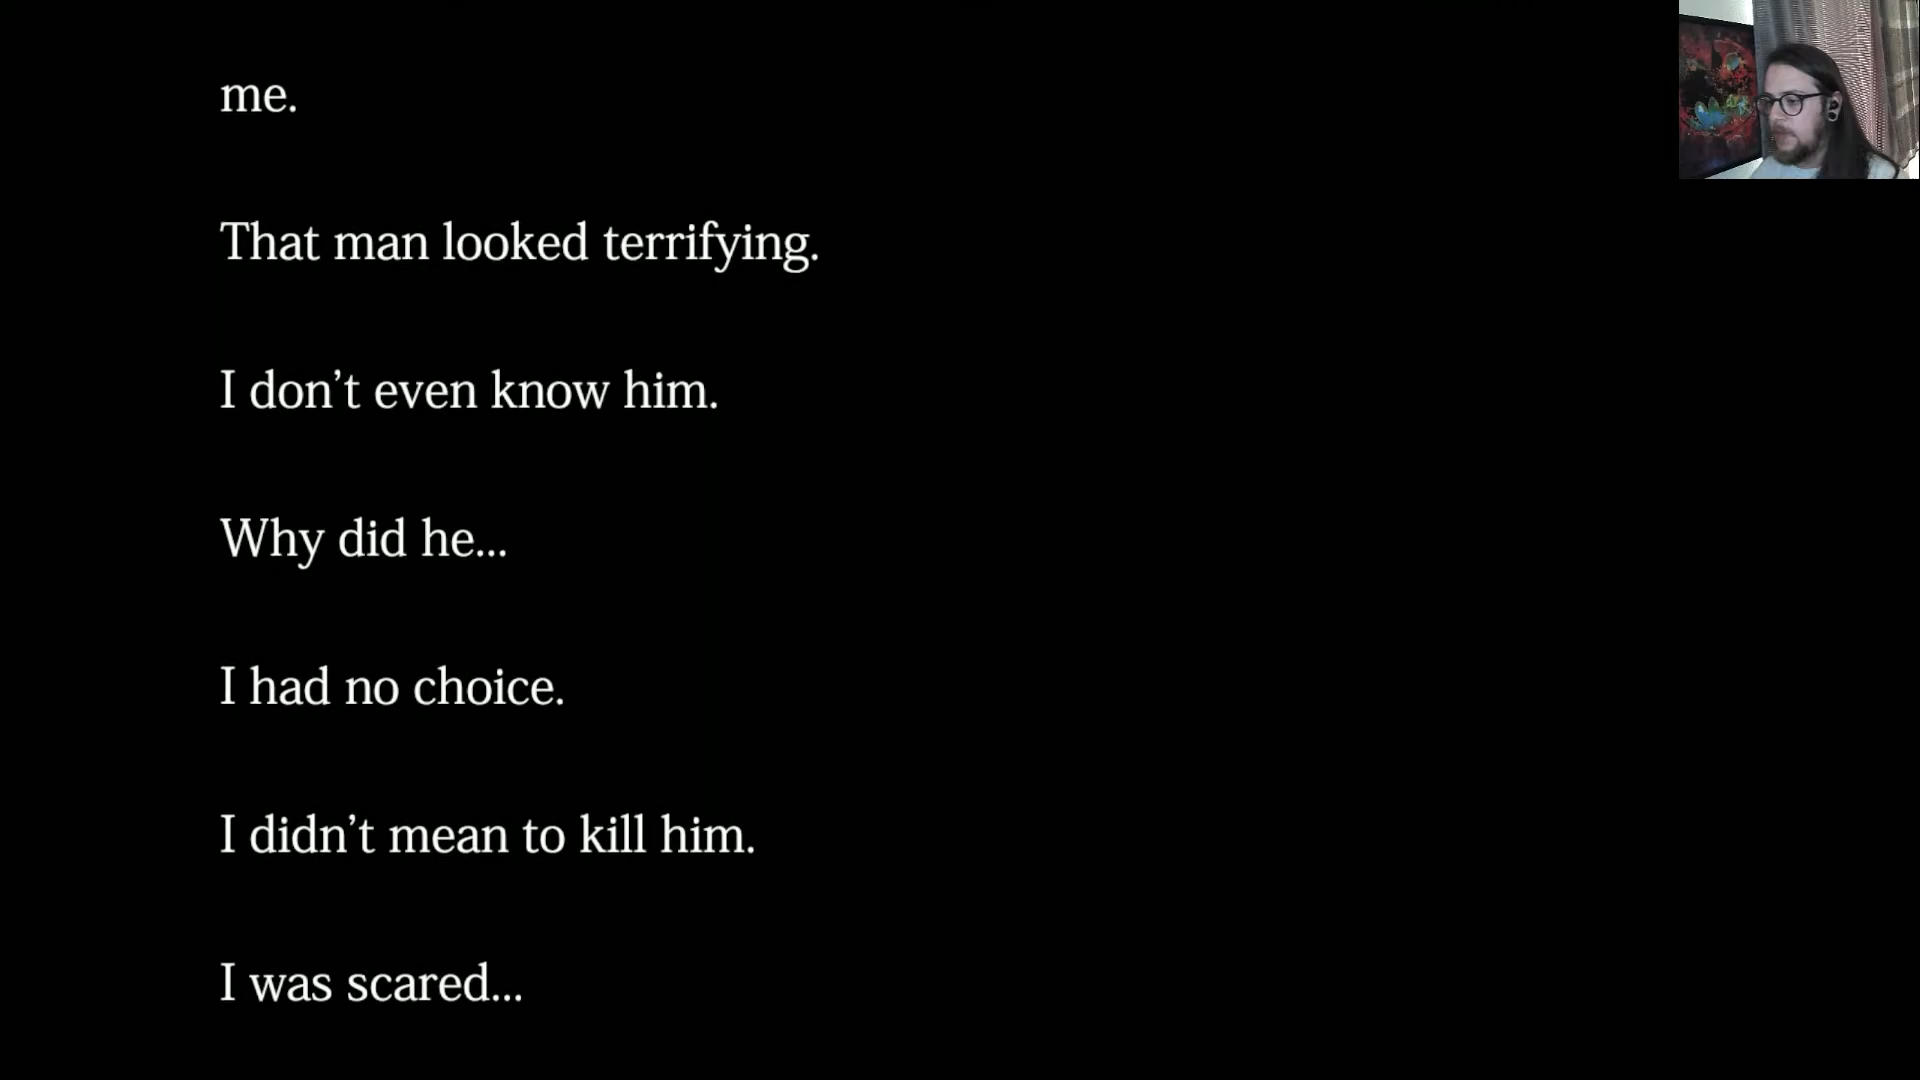 me.
That man looked terrifying.
I don’t even know him.
Why did he...
I had no choice.
I didn’t mean to kill him.
I was scared...